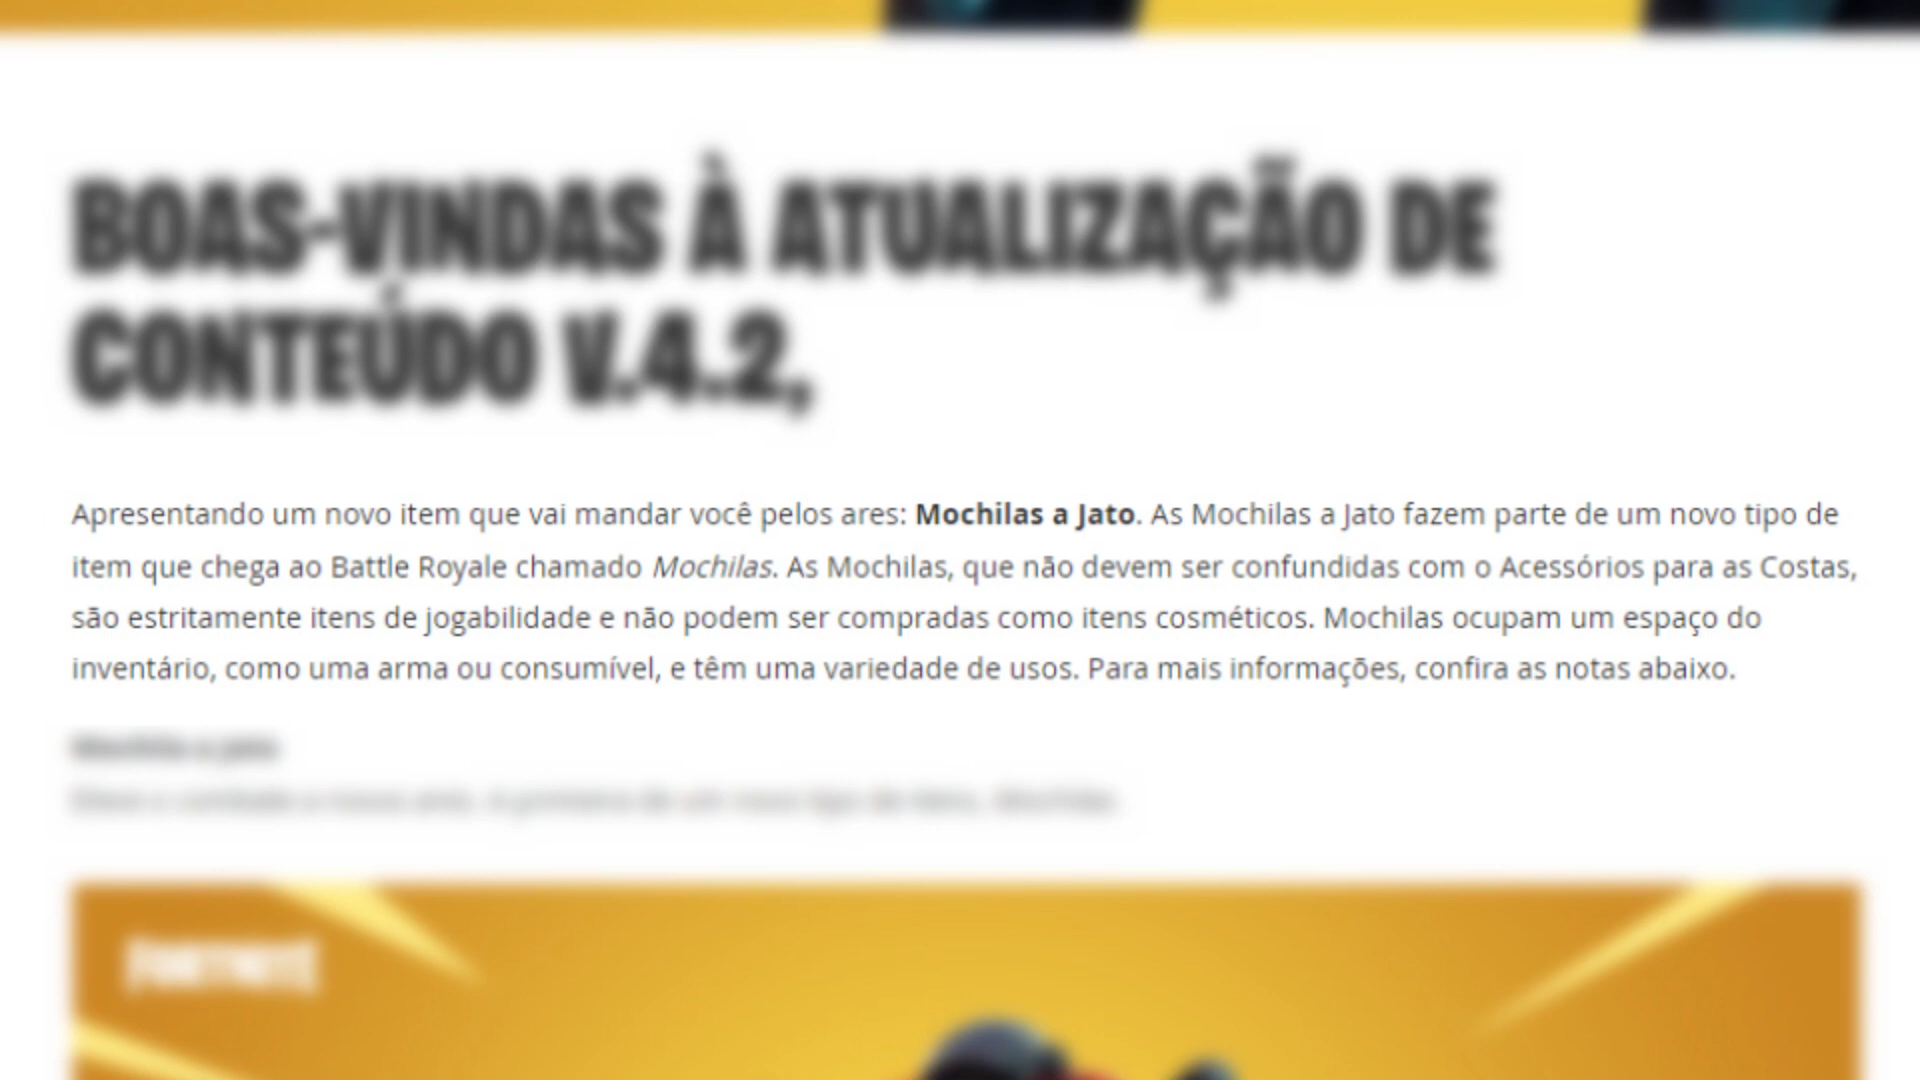 BOAS-VINDAS À ATUALIZAÇÃO DE
CONTEÚDO V.4.2,
Apresentando um novo item que vai mandar você pelos ares: Mochilas a Jato. As Mochilas a Jato fazem parte de um novo tipo de
item que chega ao Battle Royale chamado Mochilas. As Mochilas, que não devem ser confundidas com o Acessórios para as Costas,
são estritamente itens de jogabilidade e não podem ser compradas como itens cosméticos. Mochilas ocupam um espaço do
inventário, como uma arma ou consumível, e têm uma variedade de usos. Para mais informações, confira as notas abaixo.
Mochila a Jato
FORTNITE